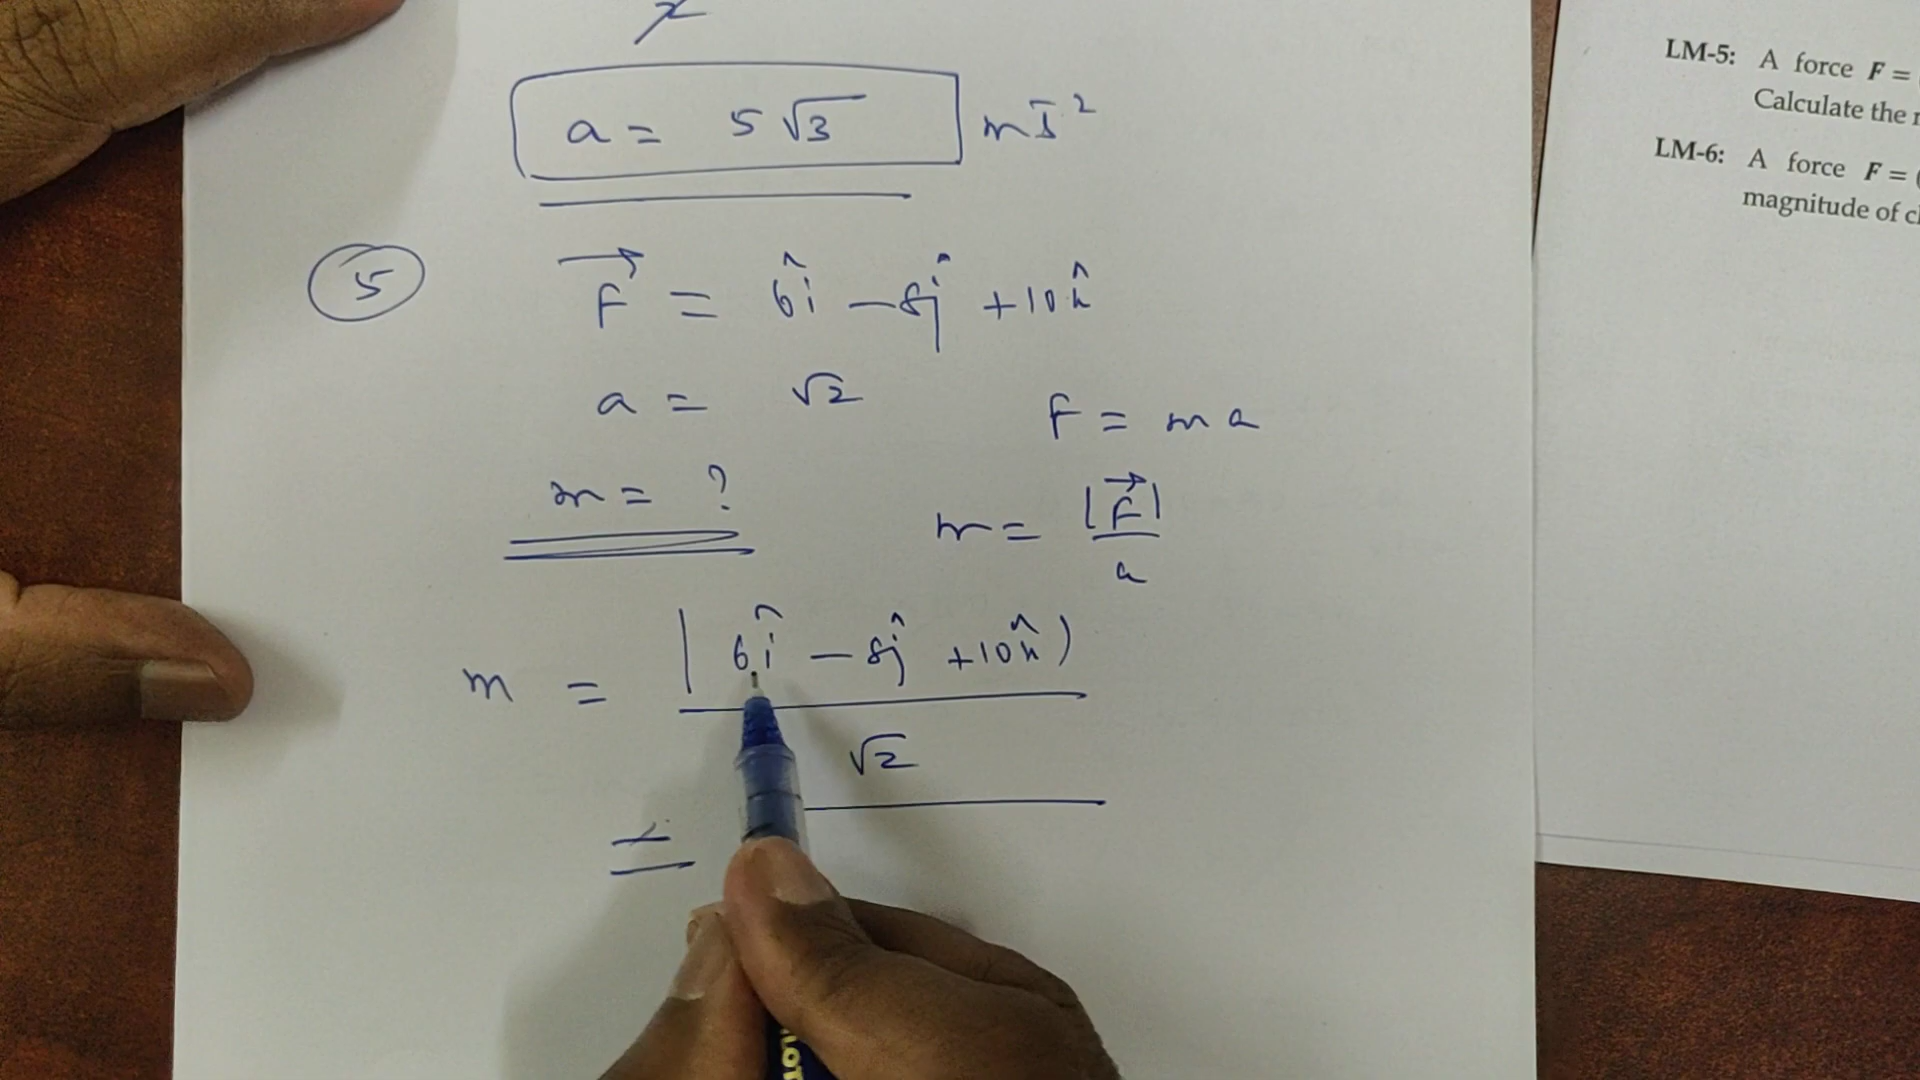 a = 5√3 ms⁻²
5
F⃗ = 6î − 8ĵ + 10k̂
a = √2
F = ma
m = ?
m = |F⃗| / a
m = |6î − 8ĵ + 10k̂) / √2
=
LM-5: A force F =
Calculate the
LM-6: A force F = (
magnitude of
LOT